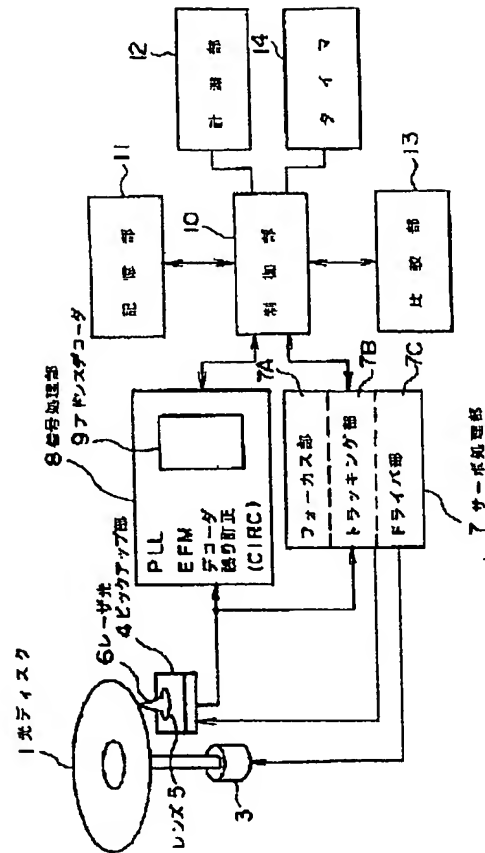 1光ディスク
6レーザ光
4ピックアップ部
レンズ5
3
8信号処理部
9アドレスデコーダ
PLL
EFM
デコーダ
誤り訂正
(CIRC)
フォーカス部
7A
トラッキング部
7B
ドライバ部
7C
7 サーボ処理部
10
制御部
11
記憶部
12
計測部
13
比較部
14
タイマ